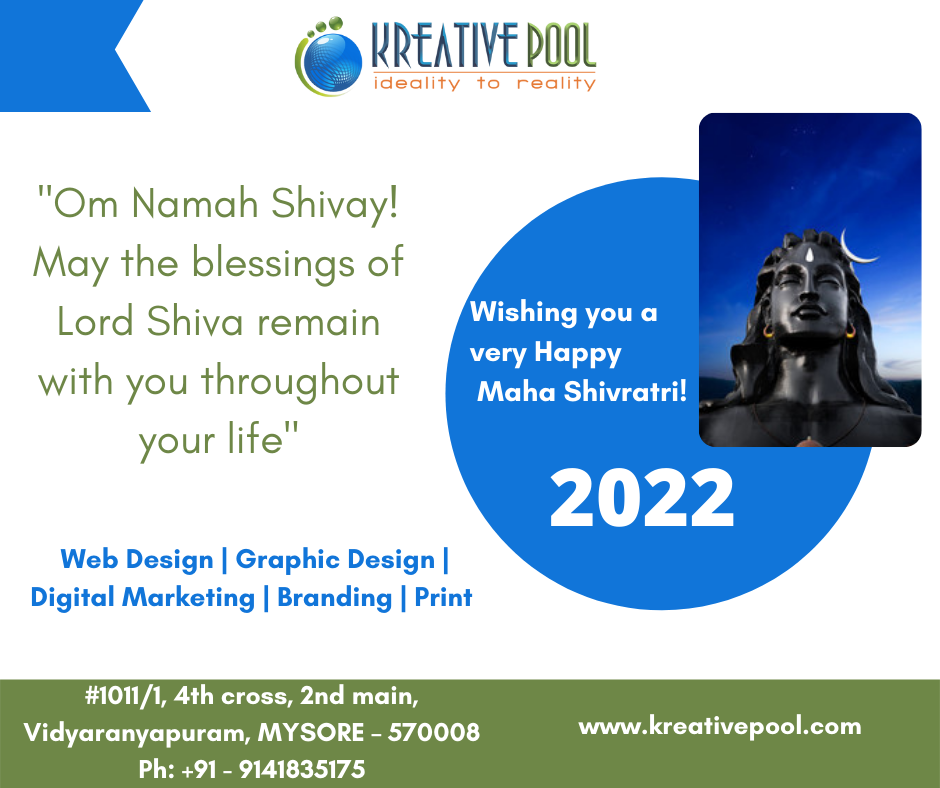 KREATIVE POOL
ideality to reality
"Om Namah Shivay!
May the blessings of
Lord Shiva remain
with you throughout
your life"
Wishing you a
very Happy
Maha Shivratri!
2022
Web Design | Graphic Design |
Digital Marketing | Branding | Print
#1011/1, 4th cross, 2nd main,
Vidyaranyapuram, MYSORE – 570008
Ph: +91 - 9141835175
www.kreativepool.com